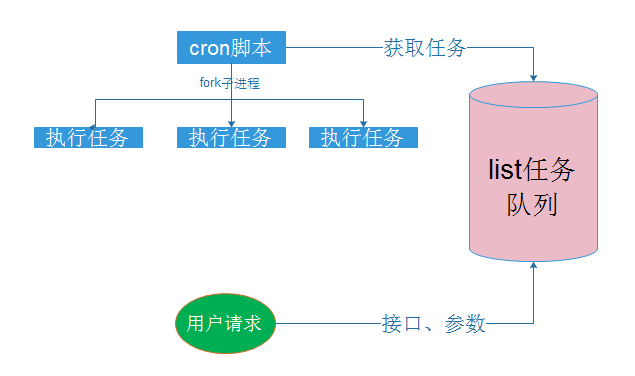 cron脚本
获取任务
fork子进程
执行任务
执行任务
执行任务
list任务
队列
用户请求
接口、参数